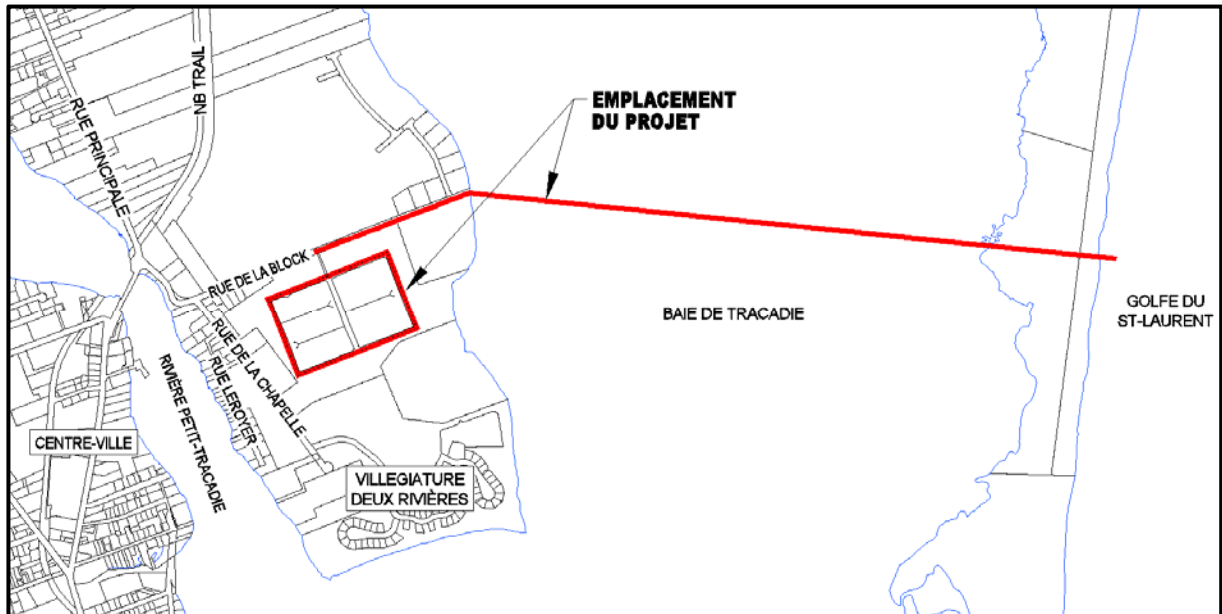 RUE PRINCIPALE
NB TRAIL
EMPLACEMENT
DU PROJET
RUE DE LA BLOCK
BAIE DE TRACADIE
GOLFE DU
ST-LAURENT
RUE DE LA CHAPELLE
RUE LEROYER
RIVIÈRE PETIT-TRACADIE
CENTRE-VILLE
VILLEGIATURE
DEUX RIVIÈRES